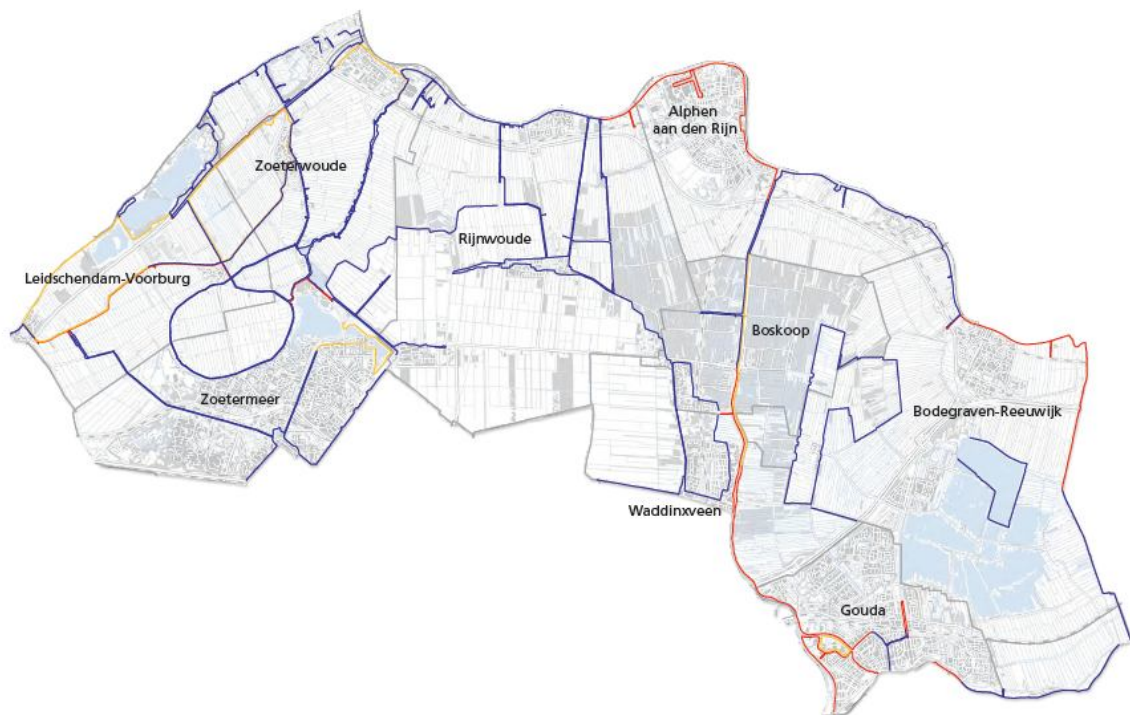 Alphen
aan den Rijn
Zoeterwoude
Rijnwoude
Leidschendam-Voorburg
Boskoop
Zoetermeer
Bodegraven-Reeuwijk
Waddinxveen
Gouda